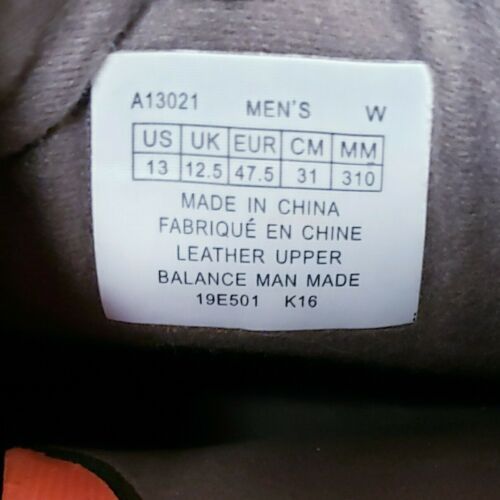 A13021 MEN'S W
US UK EUR CM MM
13 12.5 47.5 31 310
MADE IN CHINA
FABRIQUÉ EN CHINE
LEATHER UPPER
BALANCE MAN MADE
19E501 K16